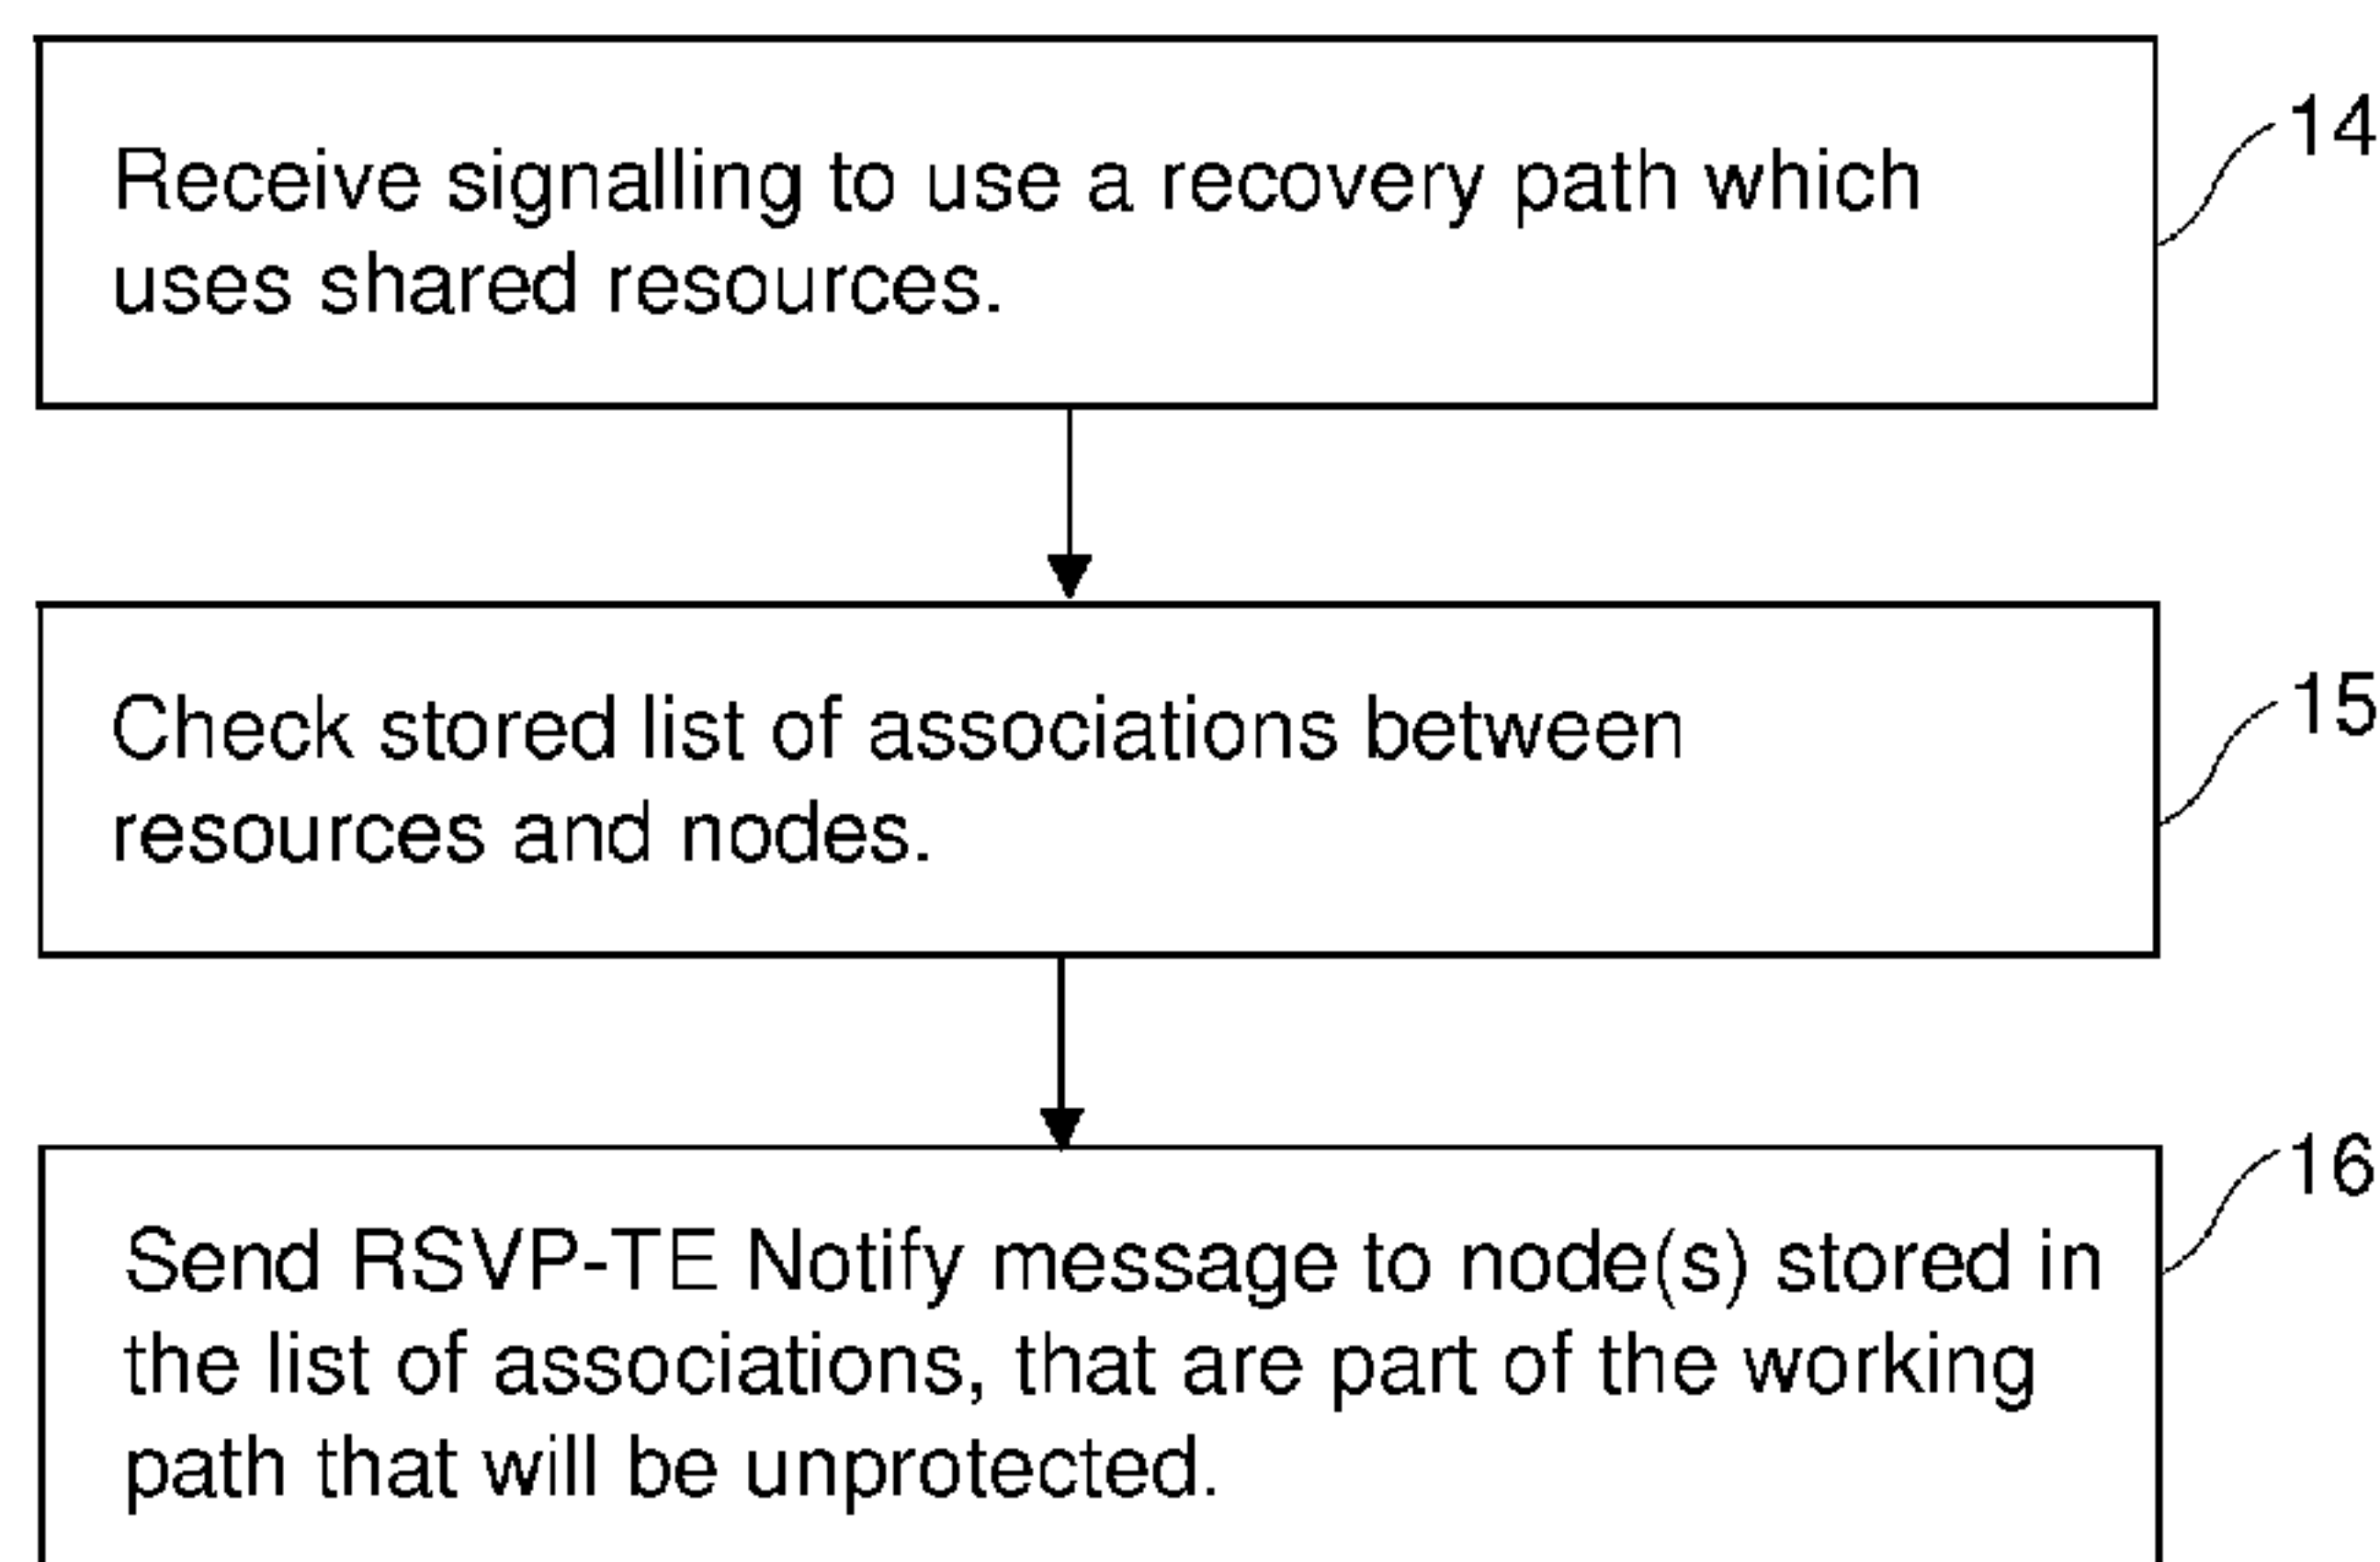 Receive signalling to use a recovery path which
uses shared resources.
14
Check stored list of associations between
resources and nodes.
15
Send RSVP-TE Notify message to node(s) stored in
the list of associations, that are part of the working
path that will be unprotected.
16